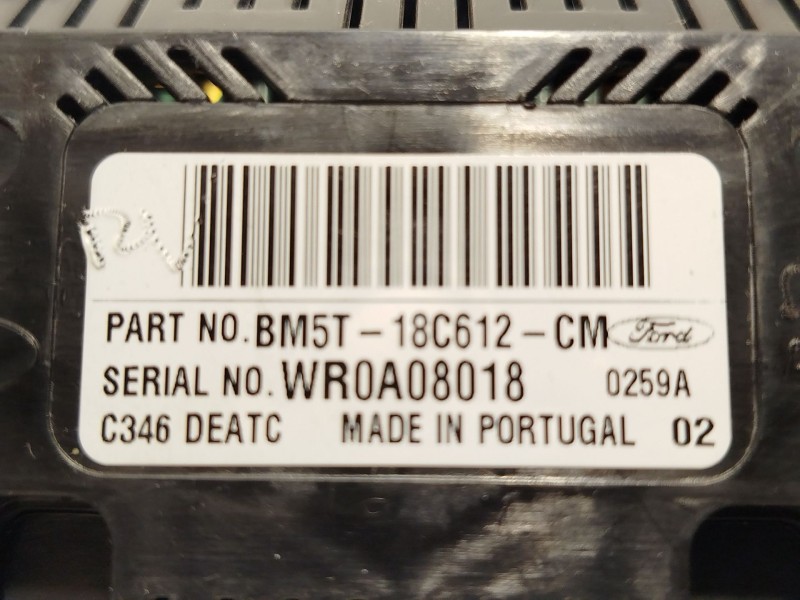 PART NO. BM5T-18C612-CM Ford
SERIAL NO. WR0A08018 0259A
C346 DEATC MADE IN PORTUGAL 02